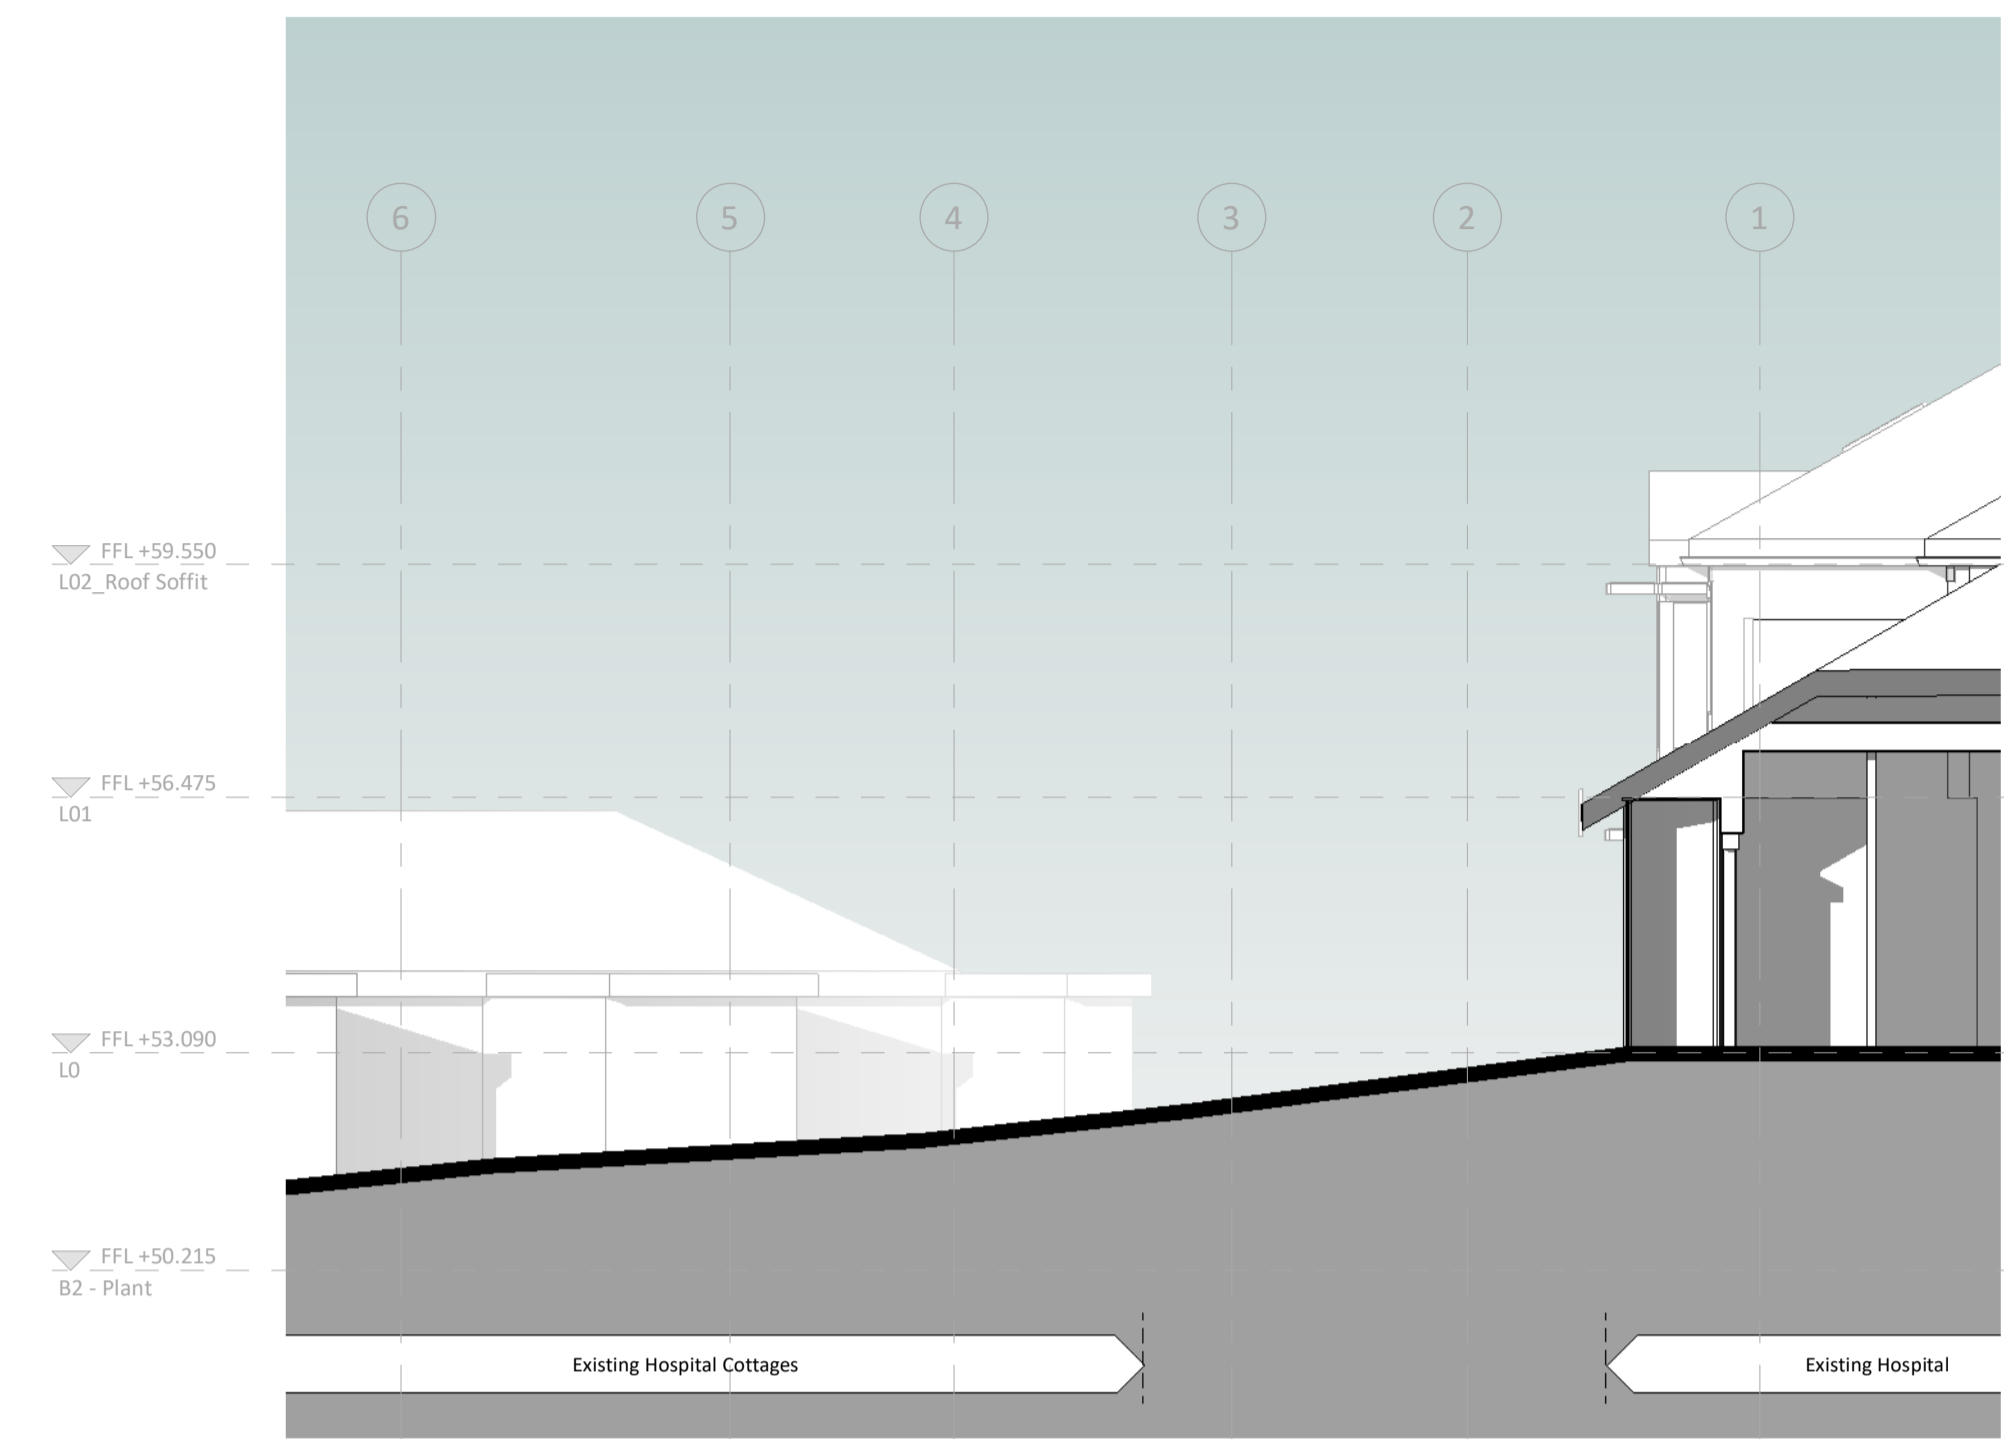 6 5 4 3 2 1
FFL +59.550
L02_Roof Soffit
FFL +56.475
L01
FFL +53.090
L0
FFL +50.215
B2 - Plant
Existing Hospital Cottages
Existing Hospital